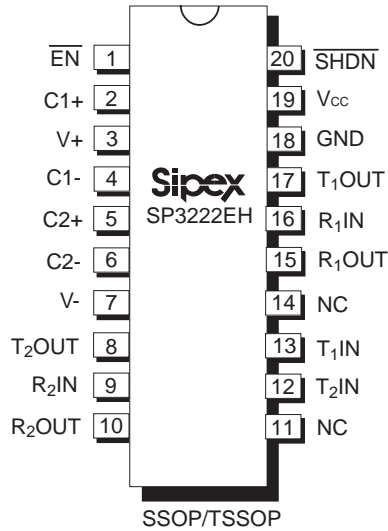 EN 1 20 SHDN
C1+ 2 19 VCC
V+ 3 18 GND
C1- 4 17 T1OUT
Sipex
SP3222EH
C2+ 5 16 R1IN
C2- 6 15 R1OUT
V- 7 14 NC
T2OUT 8 13 T1IN
R2IN 9 12 T2IN
R2OUT 10 11 NC
SSOP/TSSOP